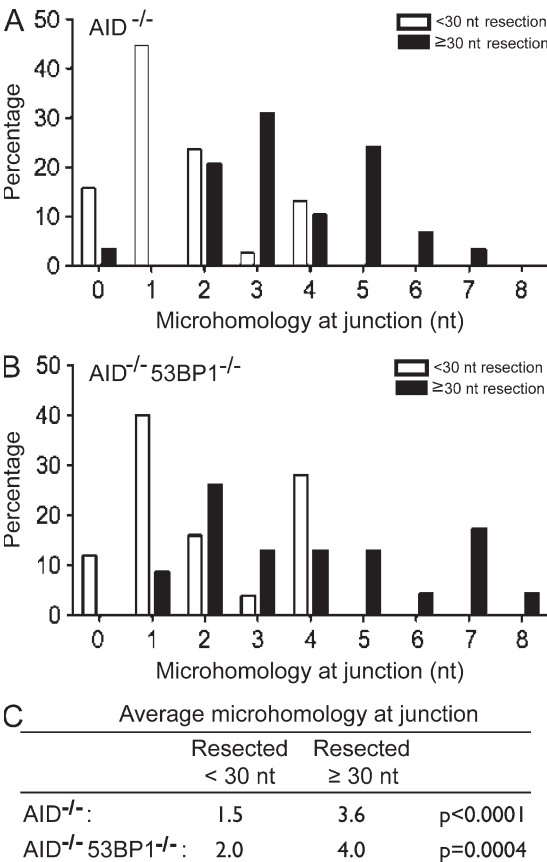 A
AID-/-
<30 nt resection
≥30 nt resection
Percentage
50
40
30
20
10
0
0 1 2 3 4 5 6 7 8
Microhomology at junction (nt)
B
AID-/-53BP1-/-
<30 nt resection
≥30 nt resection
Percentage
50
40
30
20
10
0
0 1 2 3 4 5 6 7 8
Microhomology at junction (nt)
C
Average microhomology at junction
Resected Resected
< 30 nt ≥ 30 nt
AID-/-: 1.5 3.6 p<0.0001
AID-/-53BP1-/-: 2.0 4.0 p=0.0004